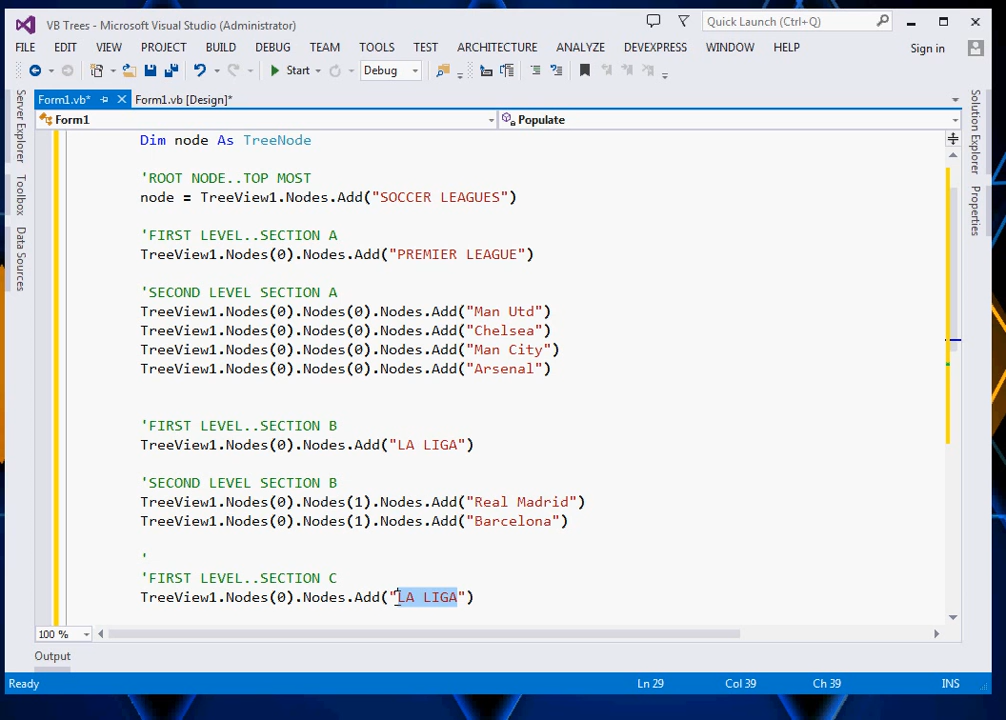 VB Trees - Microsoft Visual Studio (Administrator)
Quick Launch (Ctrl+Q)
FILE EDIT VIEW PROJECT BUILD DEBUG TEAM TOOLS TEST ARCHITECTURE ANALYZE DEVEXPRESS WINDOW HELP Sign in
Start Debug
Form1.vb* Form1.vb [Design]*
Form1 Populate
Server Explorer
Toolbox
Data Sources
Solution Explorer
Properties
Dim node As TreeNode
'ROOT NODE..TOP MOST
node = TreeView1.Nodes.Add("SOCCER LEAGUES")
'FIRST LEVEL..SECTION A
TreeView1.Nodes(0).Nodes.Add("PREMIER LEAGUE")
'SECOND LEVEL SECTION A
TreeView1.Nodes(0).Nodes(0).Nodes.Add("Man Utd")
TreeView1.Nodes(0).Nodes(0).Nodes.Add("Chelsea")
TreeView1.Nodes(0).Nodes(0).Nodes.Add("Man City")
TreeView1.Nodes(0).Nodes(0).Nodes.Add("Arsenal")
'FIRST LEVEL..SECTION B
TreeView1.Nodes(0).Nodes.Add("LA LIGA")
'SECOND LEVEL SECTION B
TreeView1.Nodes(0).Nodes(1).Nodes.Add("Real Madrid")
TreeView1.Nodes(0).Nodes(1).Nodes.Add("Barcelona")
'
'FIRST LEVEL..SECTION C
TreeView1.Nodes(0).Nodes.Add("LA LIGA")
100 %
Output
Ready Ln 29 Col 39 Ch 39 INS